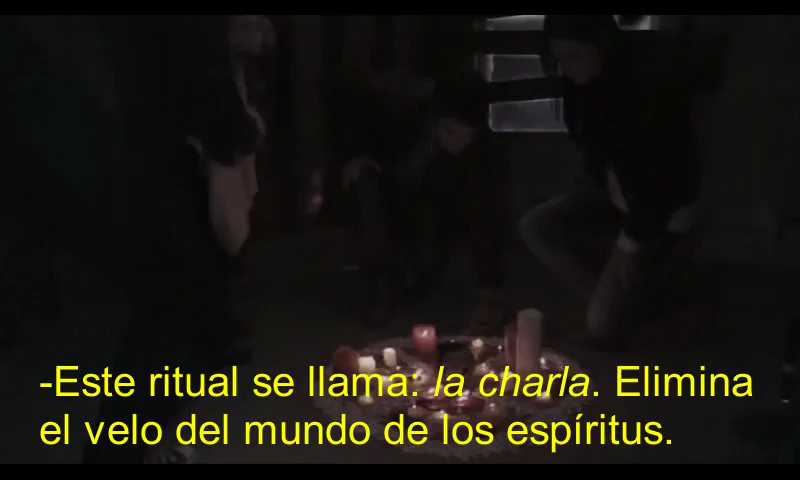 -Este ritual se llama: la charla. Elimina
el velo del mundo de los espíritus.